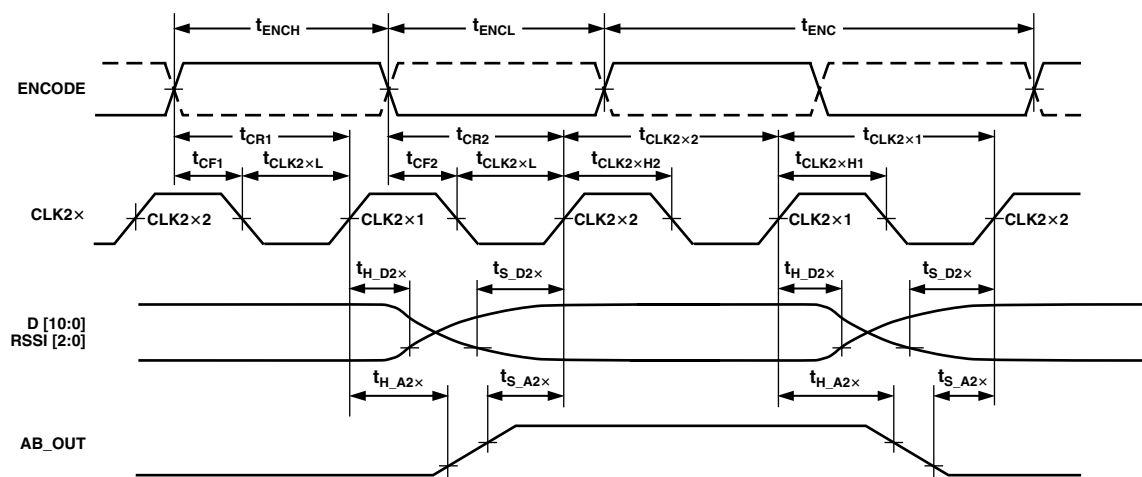 tENCH tENCL tENC
ENCODE
tCR1 tCR2 tCLK2×2 tCLK2×1
tCF1 tCLK2×L tCF2 tCLK2×L tCLK2×H2 tCLK2×H1
CLK2× CLK2×2 CLK2×1 CLK2×2 CLK2×1 CLK2×2
tH_D2× tS_D2× tH_D2× tS_D2×
D [10:0]
RSSI [2:0]
tH_A2× tS_A2× tH_A2× tS_A2×
AB_OUT